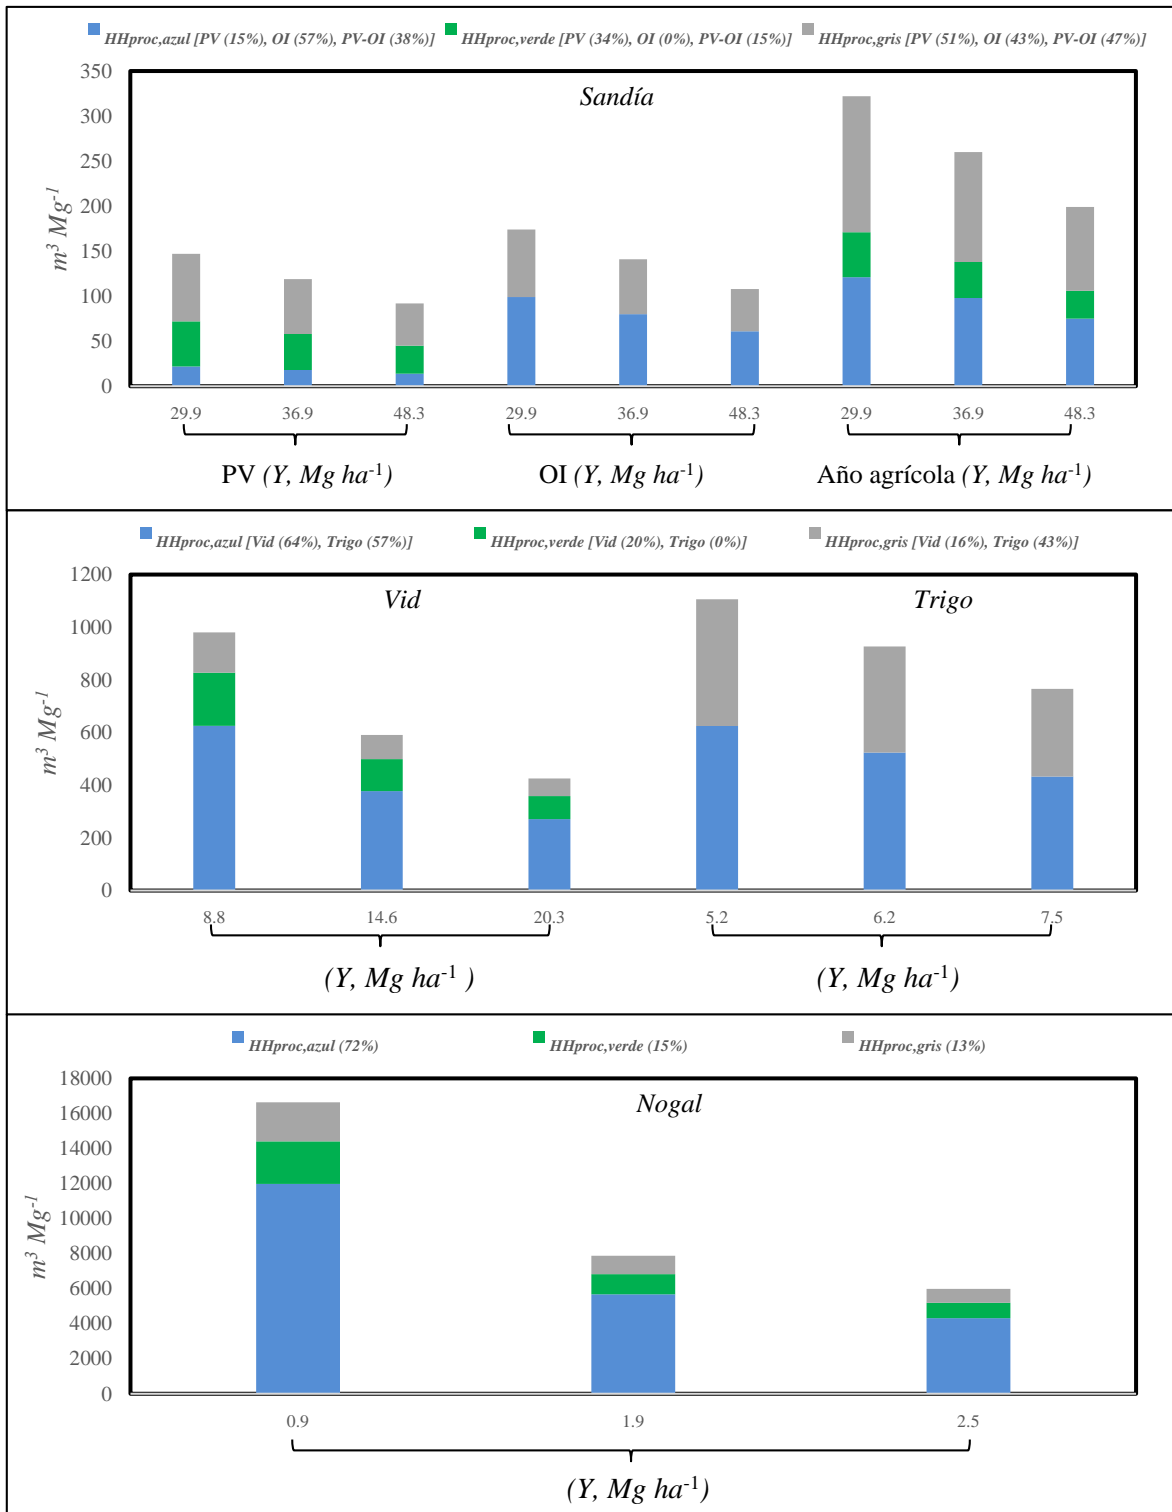 HHproc,azul [PV (15%), OI (57%), PV-OI (38%)] HHproc,verde [PV (34%), OI (0%), PV-OI (15%)] HHproc,gris [PV (51%), OI (43%), PV-OI (47%)]
Sandía
m³ Mg⁻¹
350
300
250
200
150
100
50
0
29.9 36.9 48.3 29.9 36.9 48.3 29.9 36.9 48.3
PV (Y, Mg ha⁻¹) OI (Y, Mg ha⁻¹) Año agrícola (Y, Mg ha⁻¹)
HHproc,azul [Vid (64%), Trigo (57%)] HHproc,verde [Vid (20%), Trigo (0%)] HHproc,gris [Vid (16%), Trigo (43%)]
Vid Trigo
m³ Mg⁻¹
1200
1000
800
600
400
200
0
8.8 14.6 20.3 5.2 6.2 7.5
(Y, Mg ha⁻¹ ) (Y, Mg ha⁻¹)
HHproc,azul (72%) HHproc,verde (15%) HHproc,gris (13%)
Nogal
m³ Mg⁻¹
18000
16000
14000
12000
10000
8000
6000
4000
2000
0
0.9 1.9 2.5
(Y, Mg ha⁻¹)